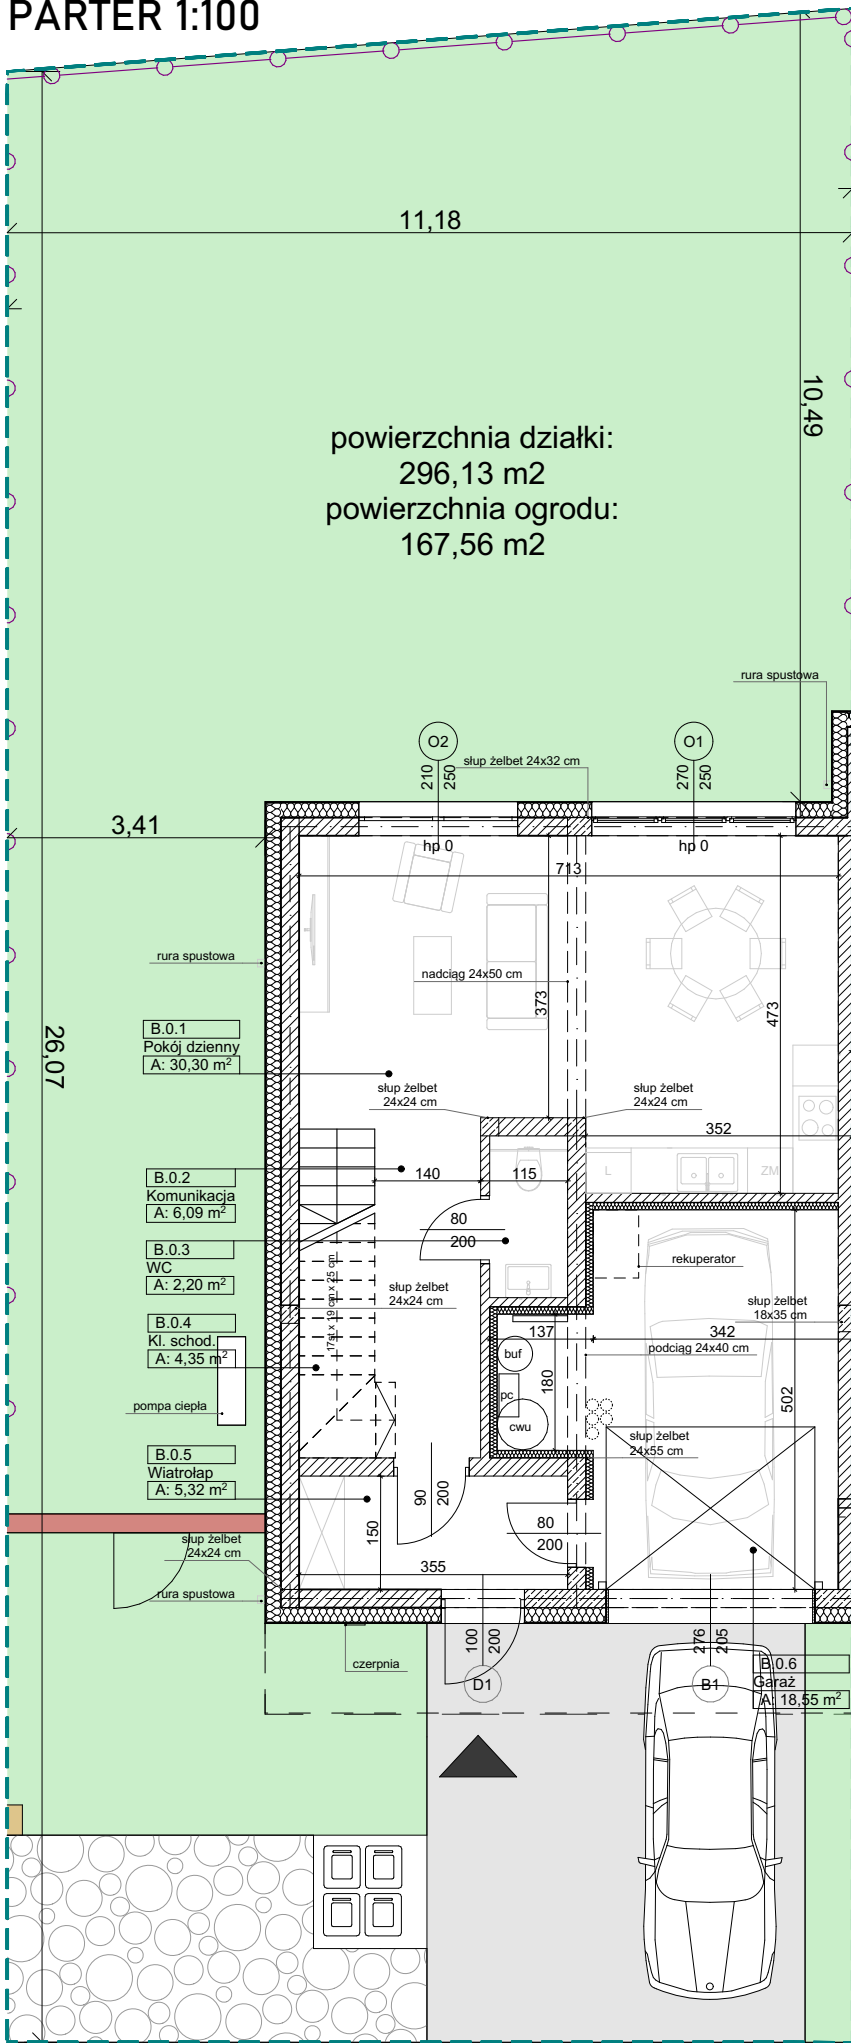 PARTER 1:100
11,18
10,49
powierzchnia działki:
296,13 m2
powierzchnia ogrodu:
167,56 m2
rura spustowa
O2
O1
210
250
słup żelbet 24x32 cm
270
250
3,41
hp 0
hp 0
713
rura spustowa
nadciąg 24x50 cm
373
473
26,07
B.0.1
Pokój dzienny
A: 30,30 m²
słup żelbet
24x24 cm
słup żelbet
24x24 cm
352
B.0.2
Komunikacja
A: 6,09 m²
140
115
L
ZM
80
200
B.0.3
WC
A: 2,20 m²
rekuperator
słup żelbet
24x24 cm
17st x 19 cm x 25 cm
słup żelbet
18x35 cm
B.0.4
Kl. schod.
A: 4,35 m²
137
342
podciąg 24x40 cm
buf
180
pc
cwu
502
pompa ciepła
słup żelbet
24x55 cm
B.0.5
Wiatrołap
A: 5,32 m²
90
200
150
80
200
słup żelbet
24x24 cm
355
rura spustowa
100
200
276
205
czerpnia
D1
B1
B.0.6
Garaż
A: 18,55 m²